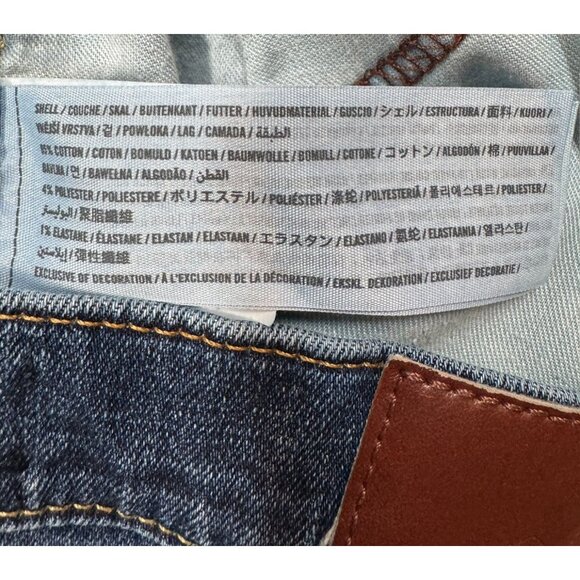 SHELL / COUCHE / SKAL / BUITENKANT / FUTTER / HUVUDMATERIAL / GUSCIO / シェル / ESTRUCTURA / 面料 / KUORI /
VNĚJŠÍ VRSTVA / 겉 / POWŁOKA / LAG / CAMADA / الطبقة /
COTTON / COTON / BOMULD / KATOEN / BAUMWOLLE / BOMULL / COTONE / コットン / ALGODÓN / 棉 / PUUVILLAA /
BAVLNA / 면 / BAWEŁNA / ALGODÃO / القطن /
4% POLYESTER / POLIESTERE / ポリエステル / POLIÉSTER / 涤纶 / POLYESTERIÄ / 폴리에스테르 / POLIESTER /
البوليستر / 聚脂纖維
1% ELASTANE / ÉLASTANE / ELASTAN / ELASTAAN / エラスタン / ELASTANO / 氨纶 / ELASTAANIA / 엘라스탄 /
إيلاستين / 彈性纖維
EXCLUSIVE OF DECORATION / À L'EXCLUSION DE LA DÉCORATION / EKSKL. DEKORATION / EXCLUSIEF DECORATIE /